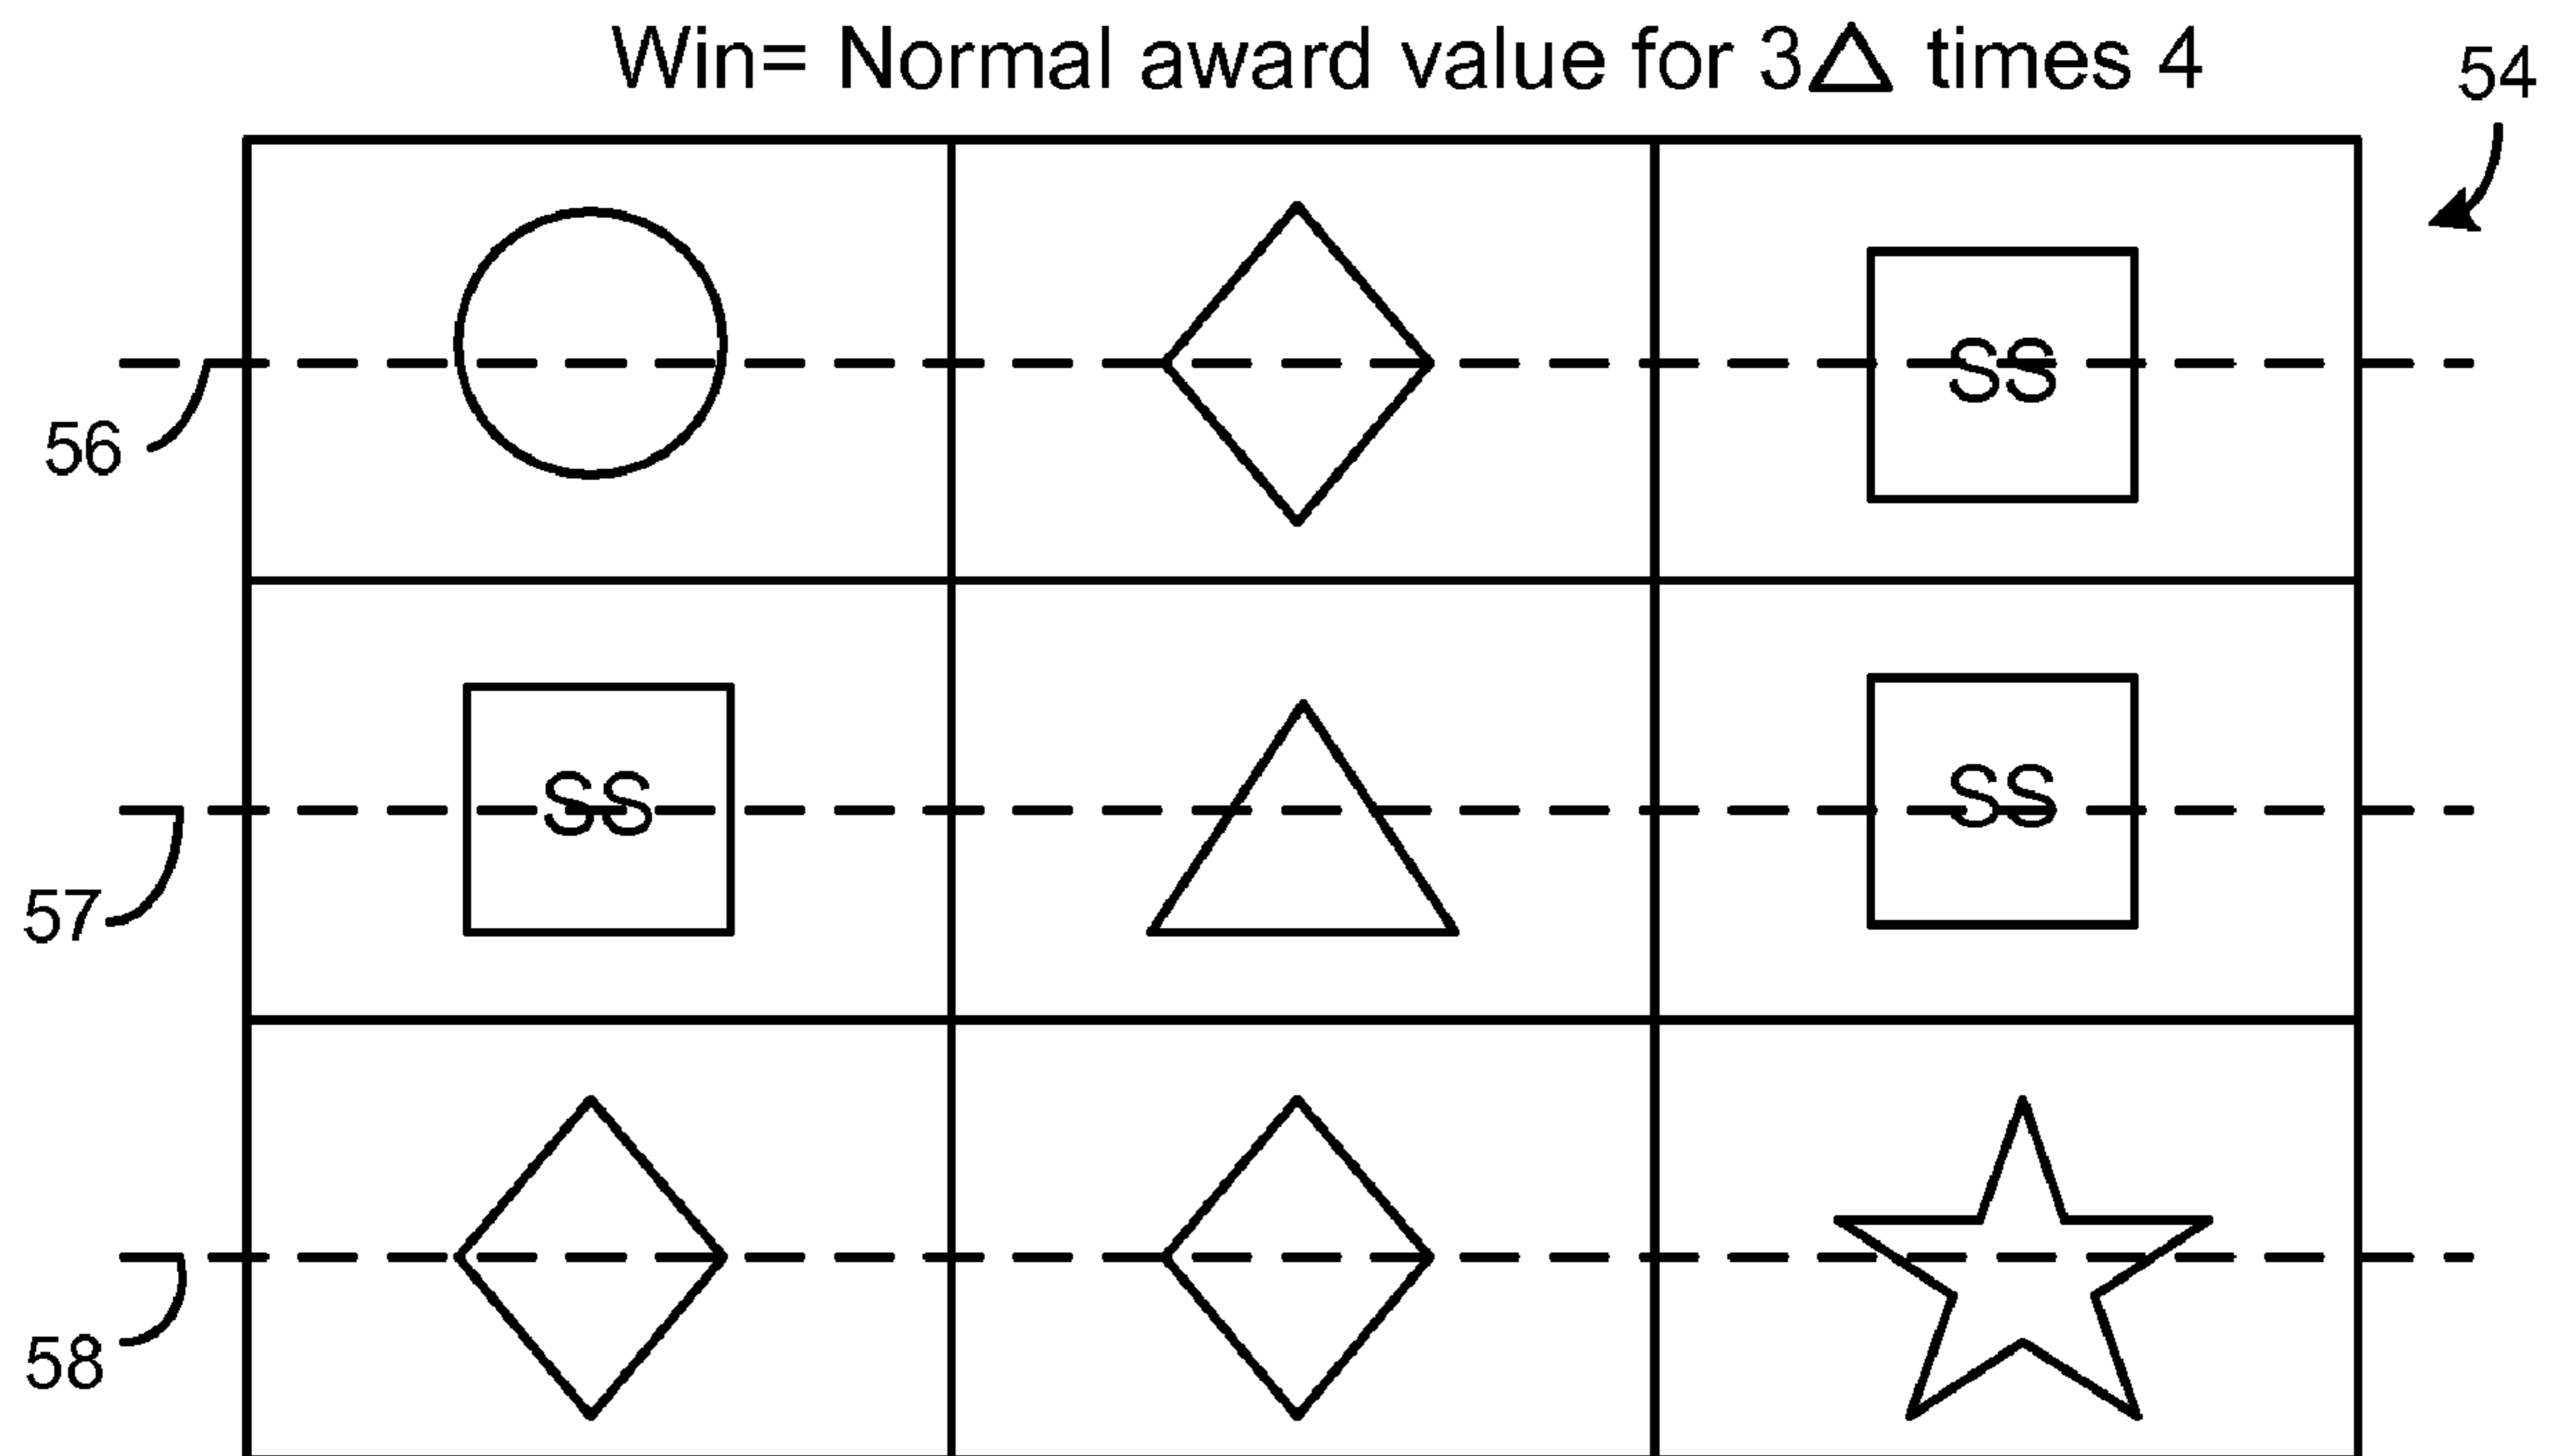 Win= Normal award value for 3△ times 4
54
SS
56
SS SS
57
58